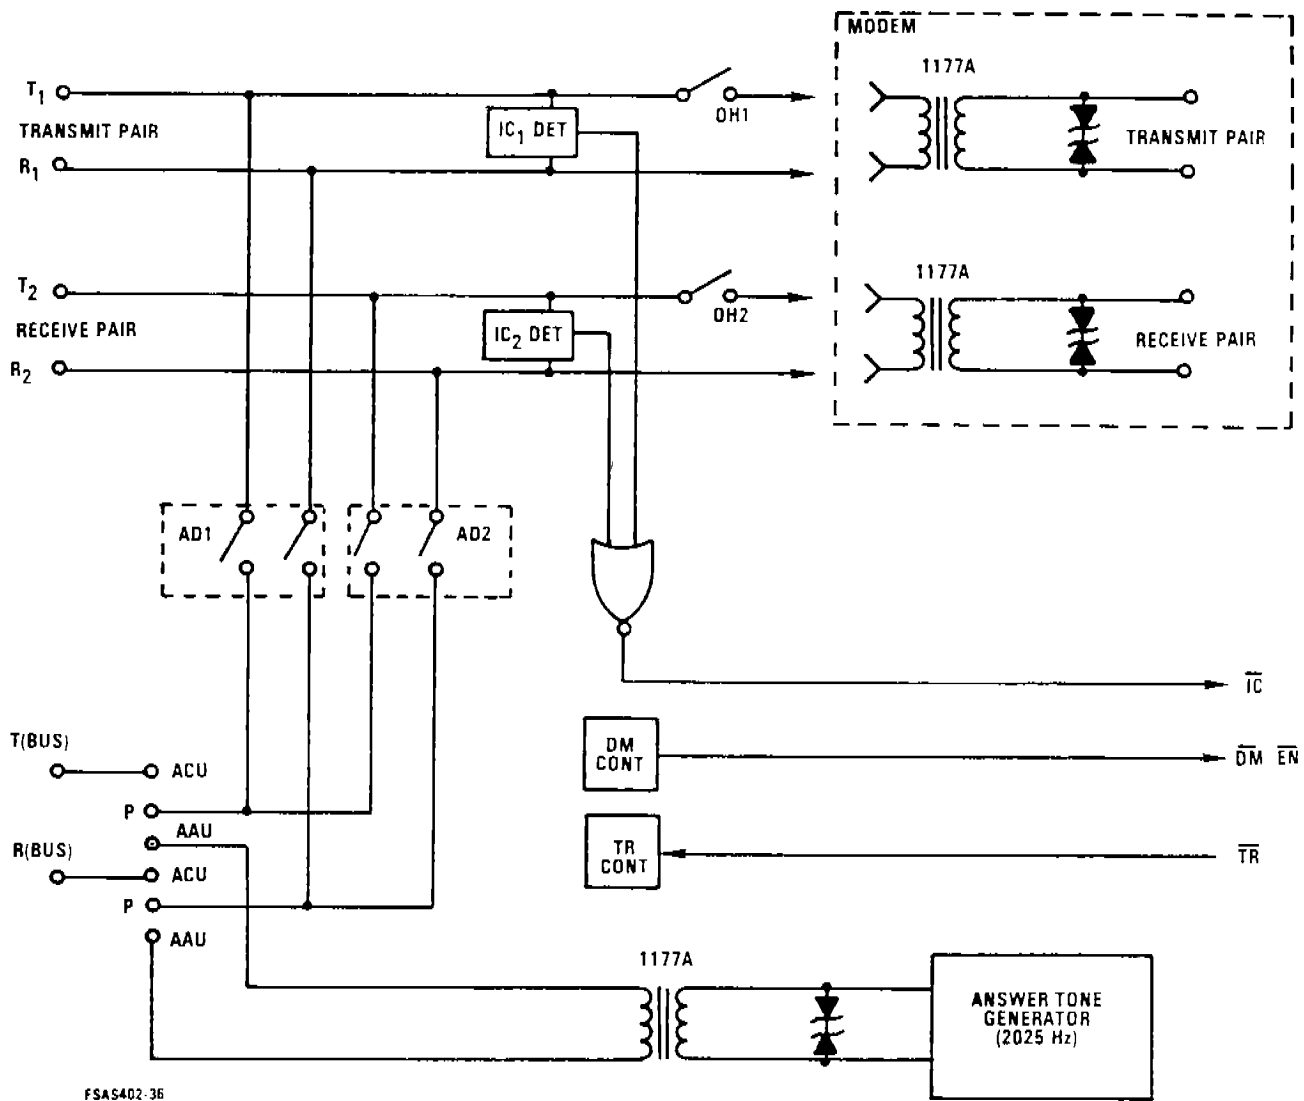 MODEM
1177A
T1
OH1
IC1 DET
TRANSMIT PAIR
TRANSMIT PAIR
R1
1177A
T2
OH2
RECEIVE PAIR
IC2 DET
RECEIVE PAIR
R2
AD1
AD2
IC
DM CONT
DM EN
T(BUS)
ACU
P
AAU
R(BUS)
ACU
TR CONT
TR
P
AAU
1177A
ANSWER TONE
GENERATOR
(2025 Hz)
FSAS402-36